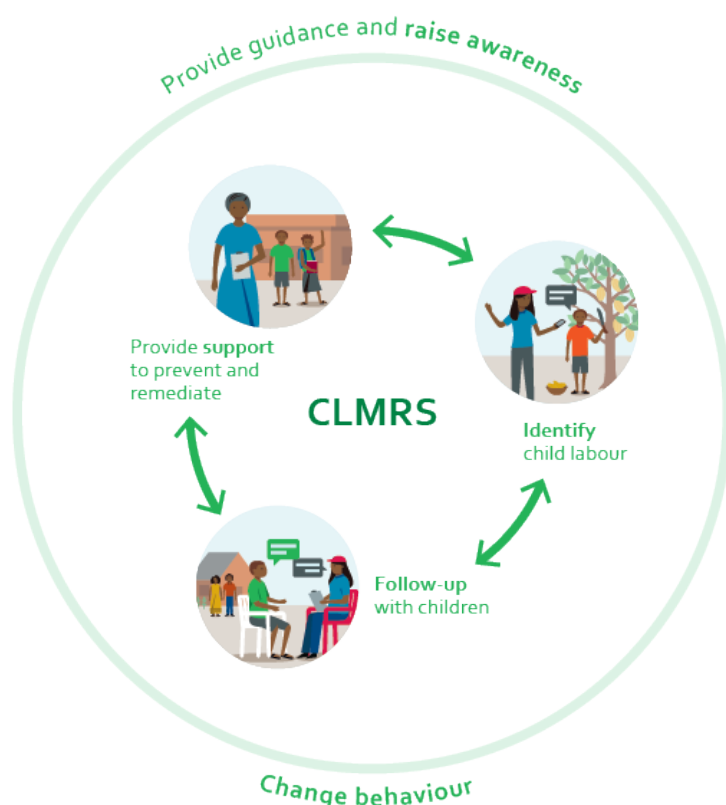 Provide guidance and raise awareness
Provide support
to prevent and
remediate
CLMRS
Identify
child labour
Follow-up
with children
Change behaviour